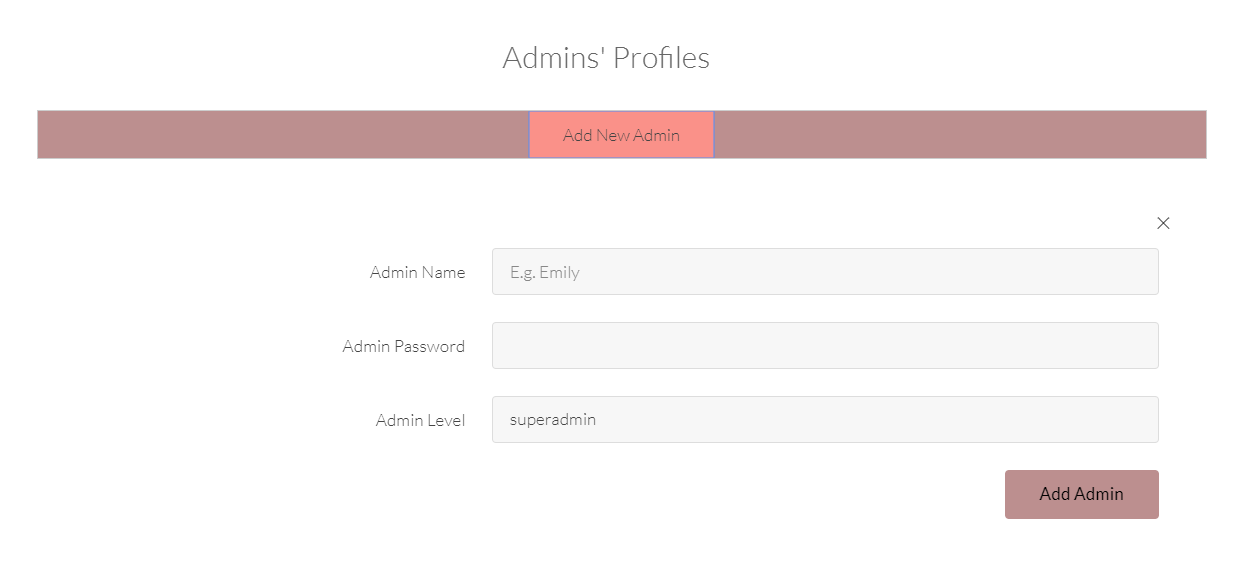 Admins' Profiles
Add New Admin
Admin Name
E.g. Emily
Admin Password
Admin Level
superadmin
Add Admin